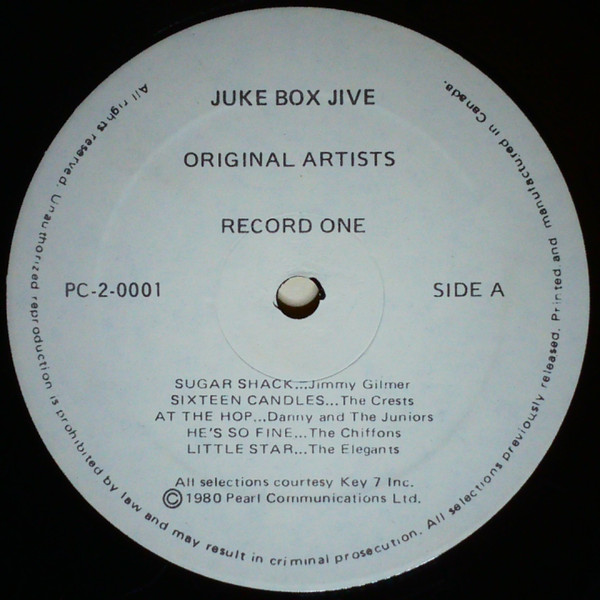 JUKE BOX JIVE
ORIGINAL ARTISTS
RECORD ONE
PC-2-0001
SIDE A
SUGAR SHACK...Jimmy Gilmer
SIXTEEN CANDLES...The Crests
AT THE HOP...Danny and The Juniors
HE'S SO FINE...The Chiffons
LITTLE STAR...The Elegants
All selections courtesy Key 7 Inc.
©1980 Pearl Communications Ltd.
All rights reserved. Unauthorized reproduction is prohibited by law and may result in criminal prosecution. All selections previously released. Printed and manufactured in Canada.